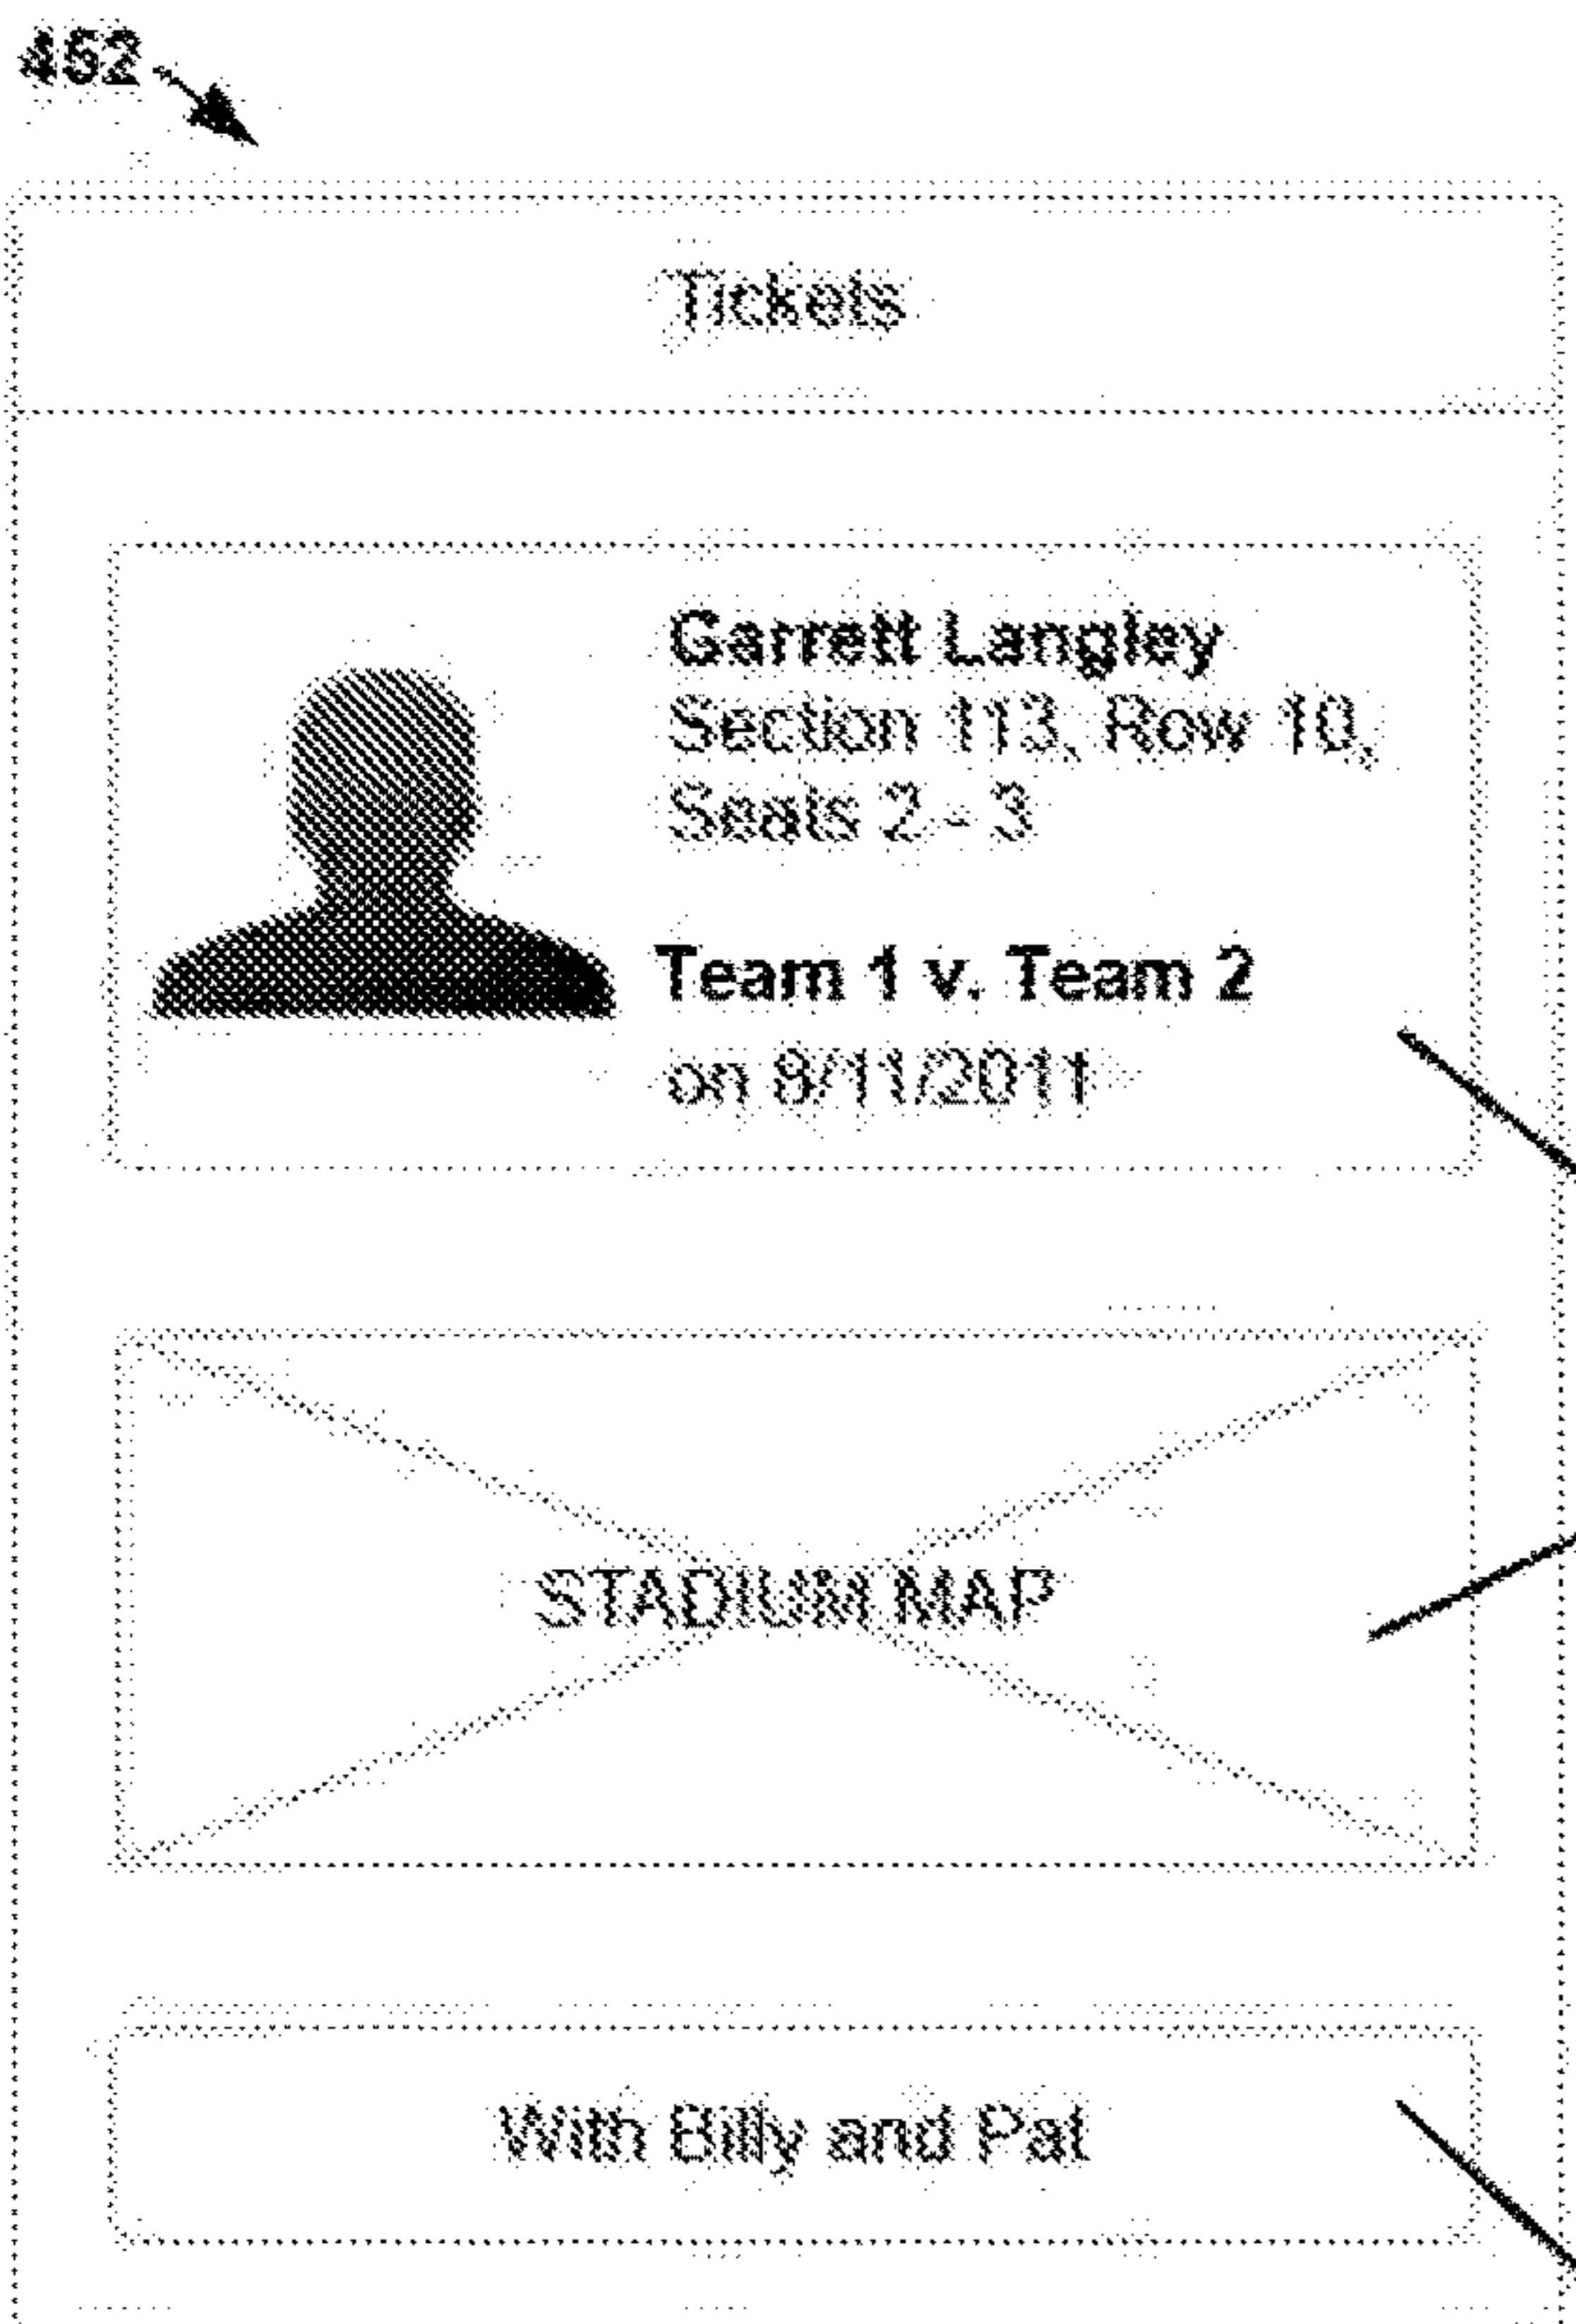 452
Tickets
Garrett Langley
Section 113, Row 10,
Seats 2 - 3
Team 1 v. Team 2
on 9/11/2011
STADIUM MAP
With Billy and Pat